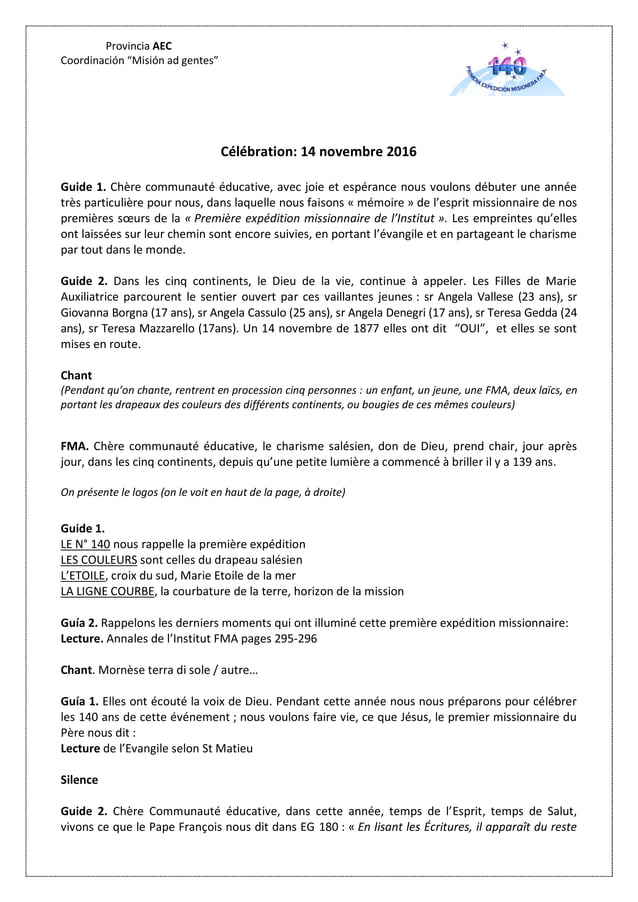 Provincia AEC
Coordinación “Misión ad gentes”
140
PRIMERA EXPEDICIÓN MISIONERA F.M.A.
Célébration: 14 novembre 2016
Guide 1. Chère communauté éducative, avec joie et espérance nous voulons débuter une année
très particulière pour nous, dans laquelle nous faisons « mémoire » de l’esprit missionnaire de nos
premières sœurs de la « Première expédition missionnaire de l’Institut ». Les empreintes qu’elles
ont laissées sur leur chemin sont encore suivies, en portant l’évangile et en partageant le charisme
par tout dans le monde.
Guide 2. Dans les cinq continents, le Dieu de la vie, continue à appeler. Les Filles de Marie
Auxiliatrice parcourent le sentier ouvert par ces vaillantes jeunes : sr Angela Vallese (23 ans), sr
Giovanna Borgna (17 ans), sr Angela Cassulo (25 ans), sr Angela Denegri (17 ans), sr Teresa Gedda (24
ans), sr Teresa Mazzarello (17ans). Un 14 novembre de 1877 elles ont dit “OUI”, et elles se sont
mises en route.
Chant
(Pendant qu’on chante, rentrent en procession cinq personnes : un enfant, un jeune, une FMA, deux laïcs, en
portant les drapeaux des couleurs des différents continents, ou bougies de ces mêmes couleurs)
FMA. Chère communauté éducative, le charisme salésien, don de Dieu, prend chair, jour après
jour, dans les cinq continents, depuis qu’une petite lumière a commencé à briller il y a 139 ans.
On présente le logos (on le voit en haut de la page, à droite)
Guide 1.
LE N° 140 nous rappelle la première expédition
LES COULEURS sont celles du drapeau salésien
L’ETOILE, croix du sud, Marie Etoile de la mer
LA LIGNE COURBE, la courbature de la terre, horizon de la mission
Guía 2. Rappelons les derniers moments qui ont illuminé cette première expédition missionnaire:
Lecture. Annales de l’Institut FMA pages 295-296
Chant. Mornèse terra di sole / autre…
Guía 1. Elles ont écouté la voix de Dieu. Pendant cette année nous nous préparons pour célébrer
les 140 ans de cette événement ; nous voulons faire vie, ce que Jésus, le premier missionnaire du
Père nous dit :
Lecture de l’Evangile selon St Matieu
Silence
Guide 2. Chère Communauté éducative, dans cette année, temps de l’Esprit, temps de Salut,
vivons ce que le Pape François nous dit dans EG 180 : « En lisant les Écritures, il apparaît du reste